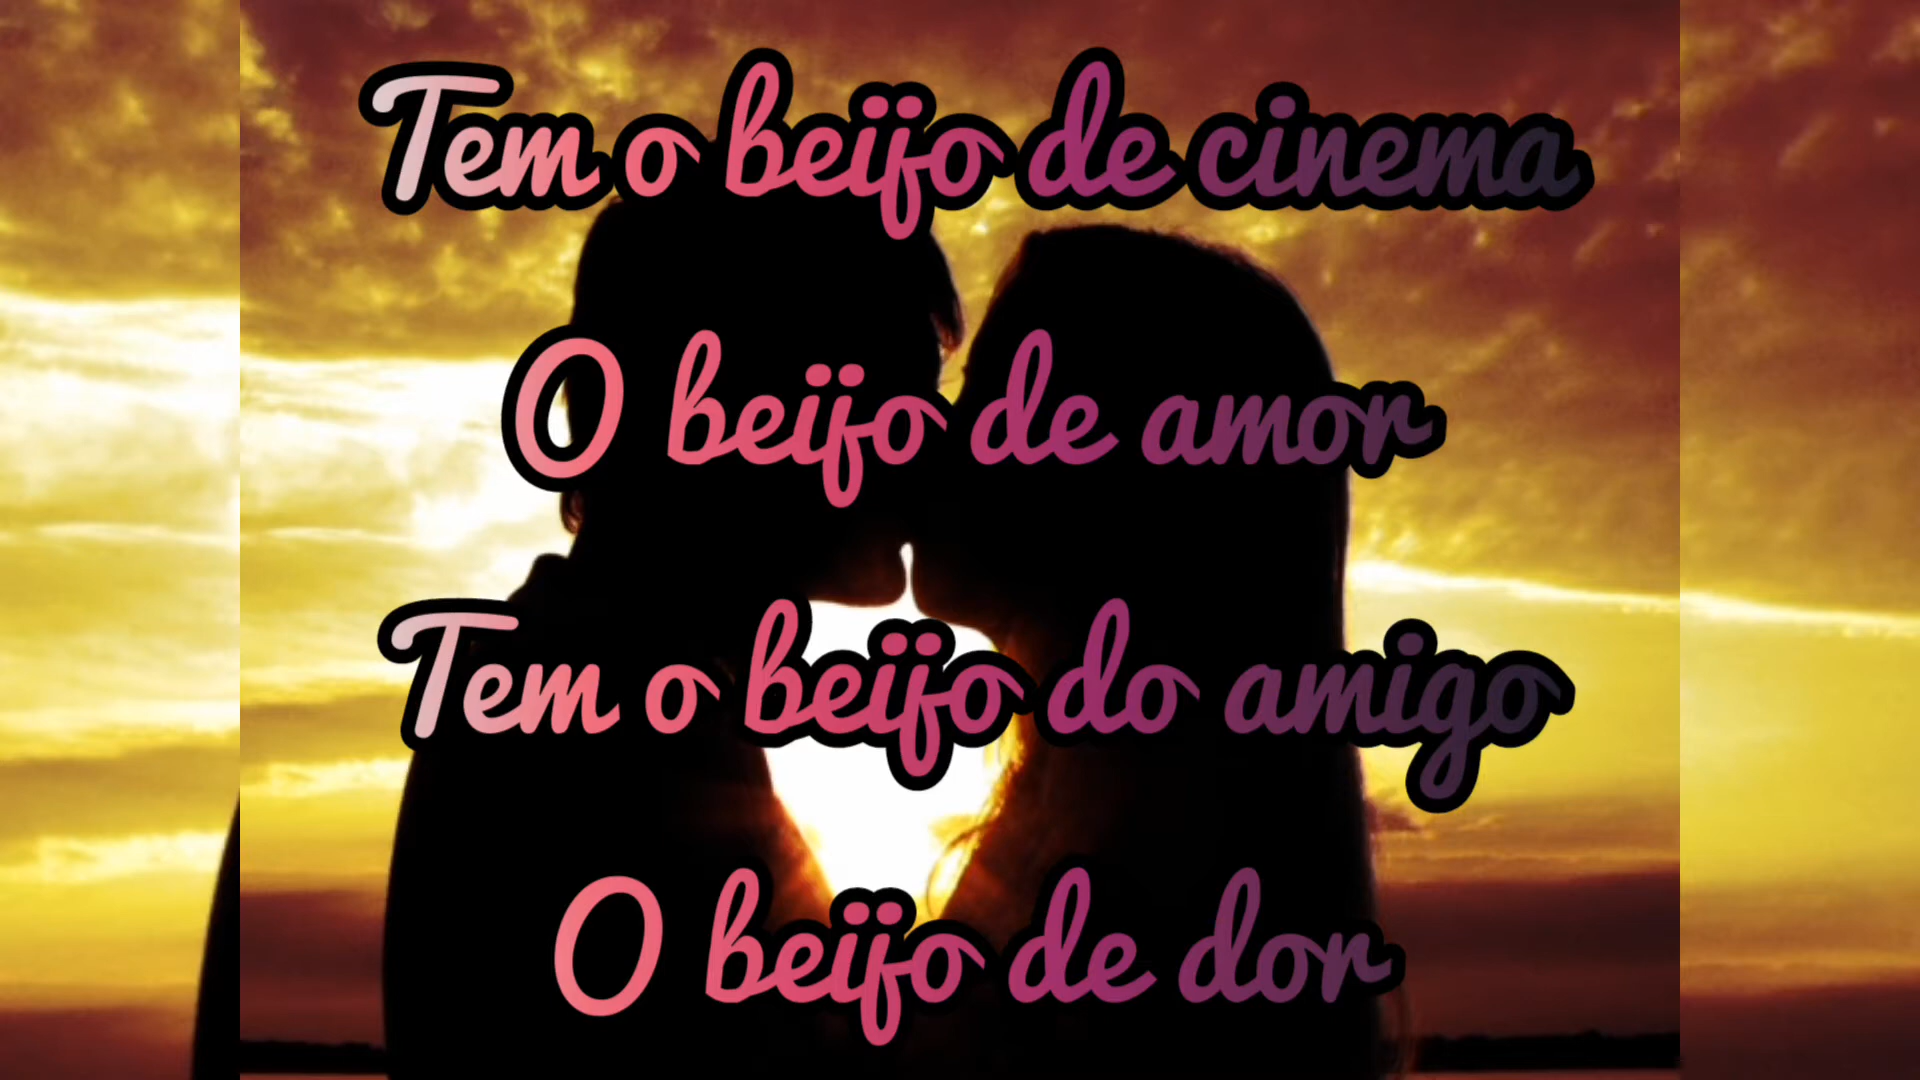 Tem o beijo de cinema
O beijo de amor
Tem o beijo do amigo
O beijo de dor